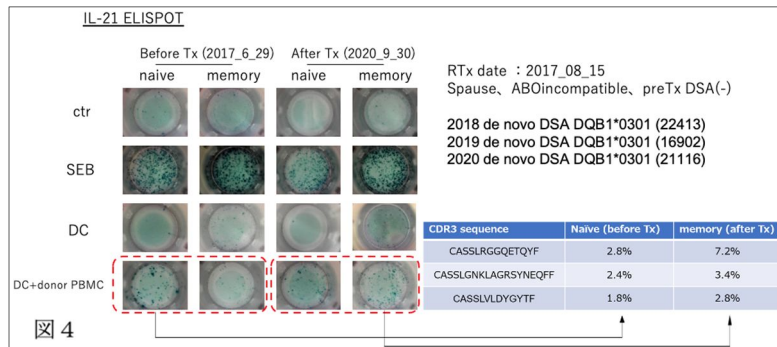 IL-21 ELISPOT
Before Tx (2017_6_29)
After Tx (2020_9_30)
naive
memory
naive
memory
ctr
SEB
DC
DC+donor PBMC
RTx date ：2017_08_15
Spause、ABOincompatible、preTx DSA(-)
2018 de novo DSA DQB1*0301 (22413)
2019 de novo DSA DQB1*0301 (16902)
2020 de novo DSA DQB1*0301 (21116)
CDR3 sequence Naïve (before Tx) memory (after Tx)
CASSLRGGQETQYF 2.8% 7.2%
CASSLGNKLAGRSYNEQFF 2.4% 3.4%
CASSLVLDYGYTF 1.8% 2.8%
図４